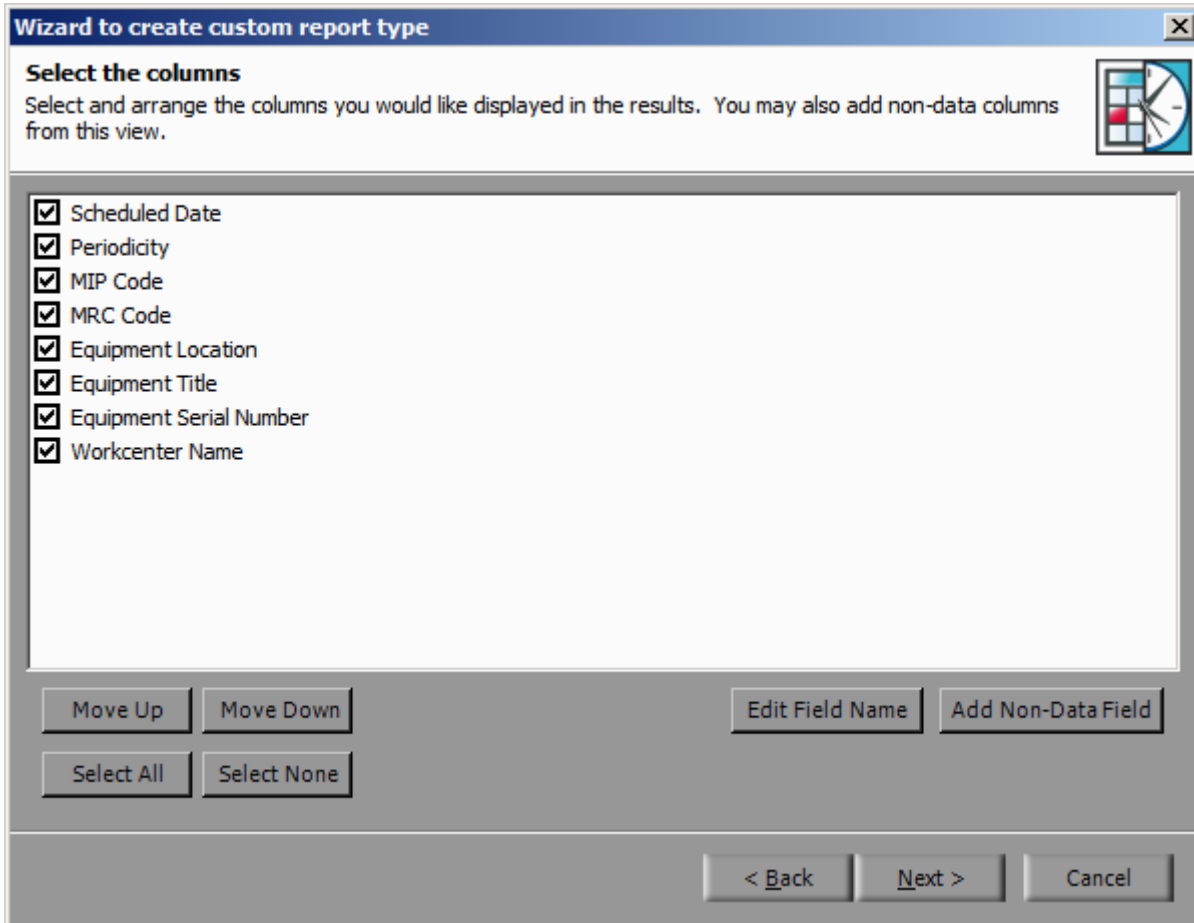 Wizard to create custom report type
Select the columns
Select and arrange the columns you would like displayed in the results.  You may also add non-data columns
from this view.
Scheduled Date
Periodicity
MIP Code
MRC Code
Equipment Location
Equipment Title
Equipment Serial Number
Workcenter Name
Move Up Move Down Edit Field Name Add Non-Data Field
Select All Select None
< Back Next > Cancel